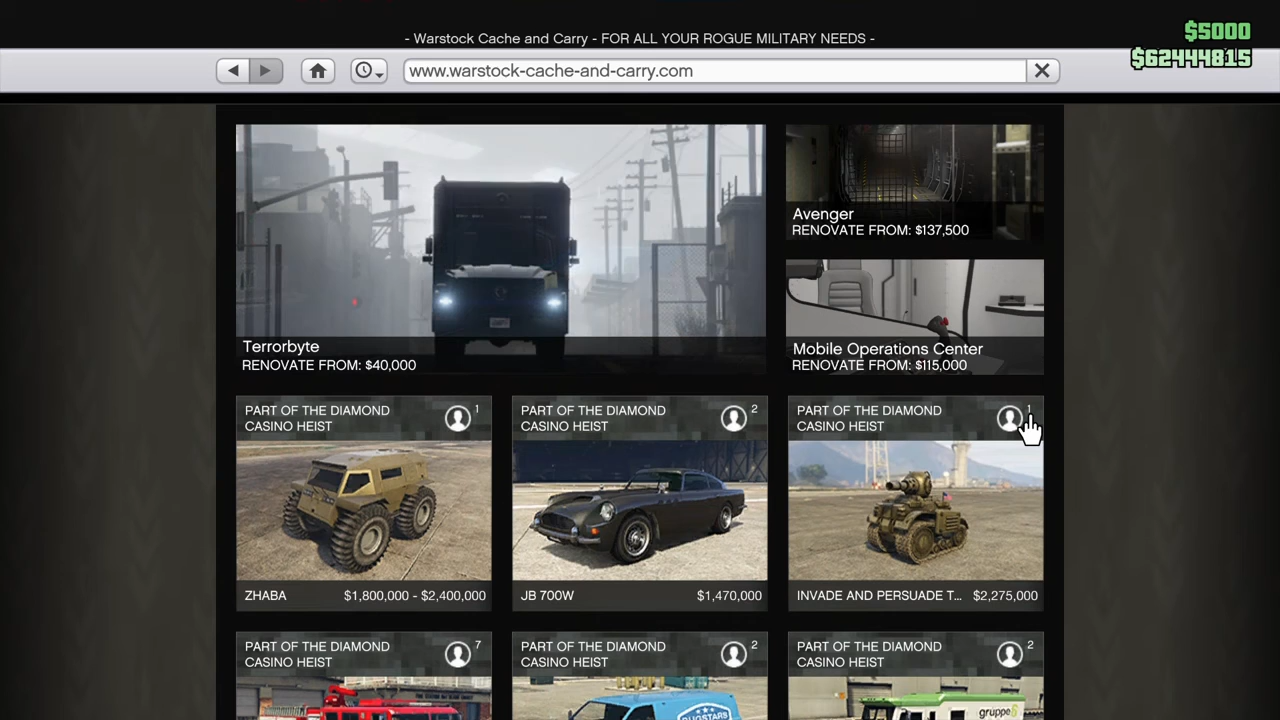 - Warstock Cache and Carry - FOR ALL YOUR ROGUE MILITARY NEEDS -
$5000
$62444815
www.warstock-cache-and-carry.com
Terrorbyte
RENOVATE FROM: $40,000
Avenger
RENOVATE FROM: $137,500
Mobile Operations Center
RENOVATE FROM: $115,000
PART OF THE DIAMOND
CASINO HEIST
1
ZHABA $1,800,000 - $2,400,000
PART OF THE DIAMOND
CASINO HEIST
2
JB 700W $1,470,000
PART OF THE DIAMOND
CASINO HEIST
1
INVADE AND PERSUADE T... $2,275,000
PART OF THE DIAMOND
CASINO HEIST
7
PART OF THE DIAMOND
CASINO HEIST
2
BUGSTARS
PART OF THE DIAMOND
CASINO HEIST
2
gruppe6